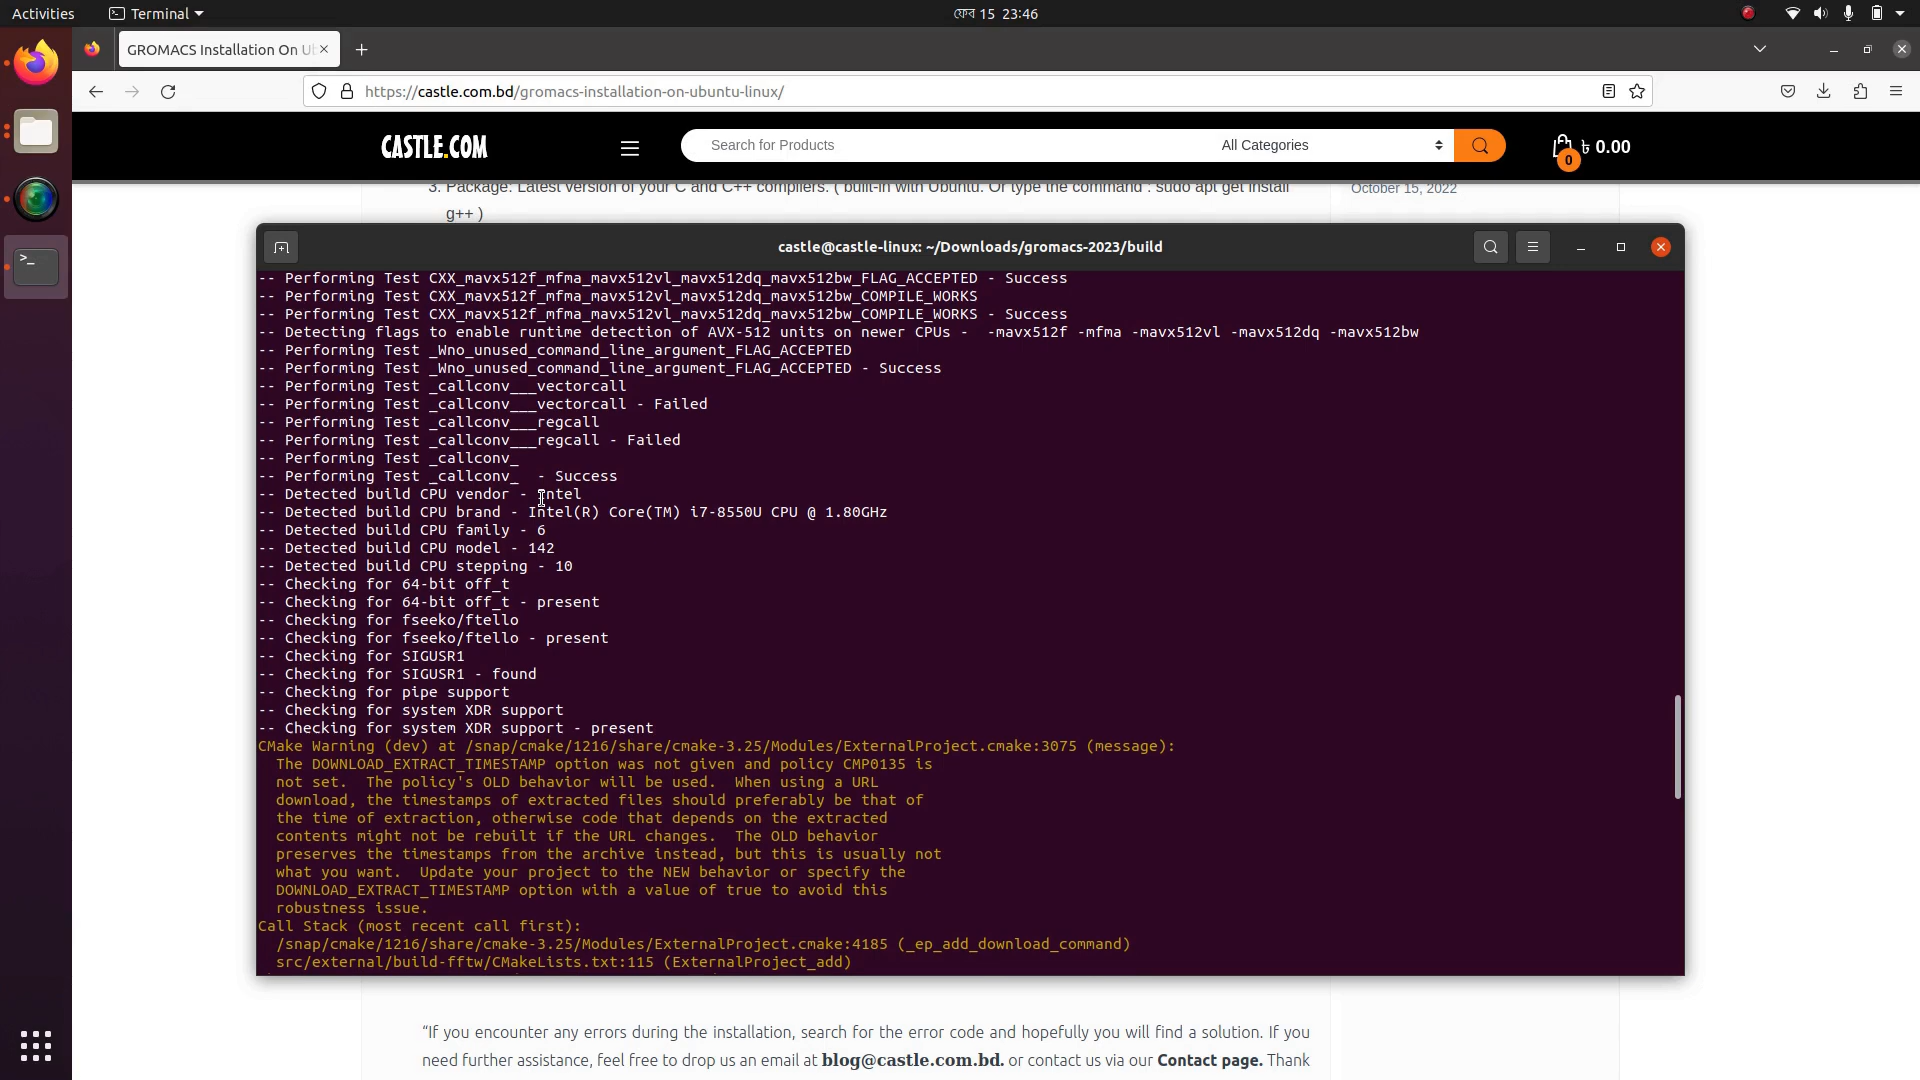 Activities
Terminal
ফেব 15 23:46
GROMACS Installation On Ub
https://castle.com.bd/gromacs-installation-on-ubuntu-linux/
CASTLE.COM
Search for Products
All Categories
0
৳ 0.00
3. Package: Latest version of your C and C++ compilers. ( built-in with Ubuntu. Or type the command : sudo apt get install
g++ )
October 15, 2022
castle@castle-linux: ~/Downloads/gromacs-2023/build
-- Performing Test CXX_mavx512f_mfma_mavx512vl_mavx512dq_mavx512bw_FLAG_ACCEPTED - Success
-- Performing Test CXX_mavx512f_mfma_mavx512vl_mavx512dq_mavx512bw_COMPILE_WORKS
-- Performing Test CXX_mavx512f_mfma_mavx512vl_mavx512dq_mavx512bw_COMPILE_WORKS - Success
-- Detecting flags to enable runtime detection of AVX-512 units on newer CPUs -  -mavx512f -mfma -mavx512vl -mavx512dq -mavx512bw
-- Performing Test _Wno_unused_command_line_argument_FLAG_ACCEPTED
-- Performing Test _Wno_unused_command_line_argument_FLAG_ACCEPTED - Success
-- Performing Test _callconv___vectorcall
-- Performing Test _callconv___vectorcall - Failed
-- Performing Test _callconv___regcall
-- Performing Test _callconv___regcall - Failed
-- Performing Test _callconv_
-- Performing Test _callconv_  - Success
-- Detected build CPU vendor - Intel
-- Detected build CPU brand - Intel(R) Core(TM) i7-8550U CPU @ 1.80GHz
-- Detected build CPU family - 6
-- Detected build CPU model - 142
-- Detected build CPU stepping - 10
-- Checking for 64-bit off_t
-- Checking for 64-bit off_t - present
-- Checking for fseeko/ftello
-- Checking for fseeko/ftello - present
-- Checking for SIGUSR1
-- Checking for SIGUSR1 - found
-- Checking for pipe support
-- Checking for system XDR support
-- Checking for system XDR support - present
CMake Warning (dev) at /snap/cmake/1216/share/cmake-3.25/Modules/ExternalProject.cmake:3075 (message):
The DOWNLOAD_EXTRACT_TIMESTAMP option was not given and policy CMP0135 is
not set.  The policy's OLD behavior will be used.  When using a URL
download, the timestamps of extracted files should preferably be that of
the time of extraction, otherwise code that depends on the extracted
contents might not be rebuilt if the URL changes.  The OLD behavior
preserves the timestamps from the archive instead, but this is usually not
what you want.  Update your project to the NEW behavior or specify the
DOWNLOAD_EXTRACT_TIMESTAMP option with a value of true to avoid this
robustness issue.
Call Stack (most recent call first):
/snap/cmake/1216/share/cmake-3.25/Modules/ExternalProject.cmake:4185 (_ep_add_download_command)
src/external/build-fftw/CMakeLists.txt:115 (ExternalProject_add)
“If you encounter any errors during the installation, search for the error code and hopefully you will find a solution. If you
need further assistance, feel free to drop us an email at blog@castle.com.bd. or contact us via our Contact page. Thank